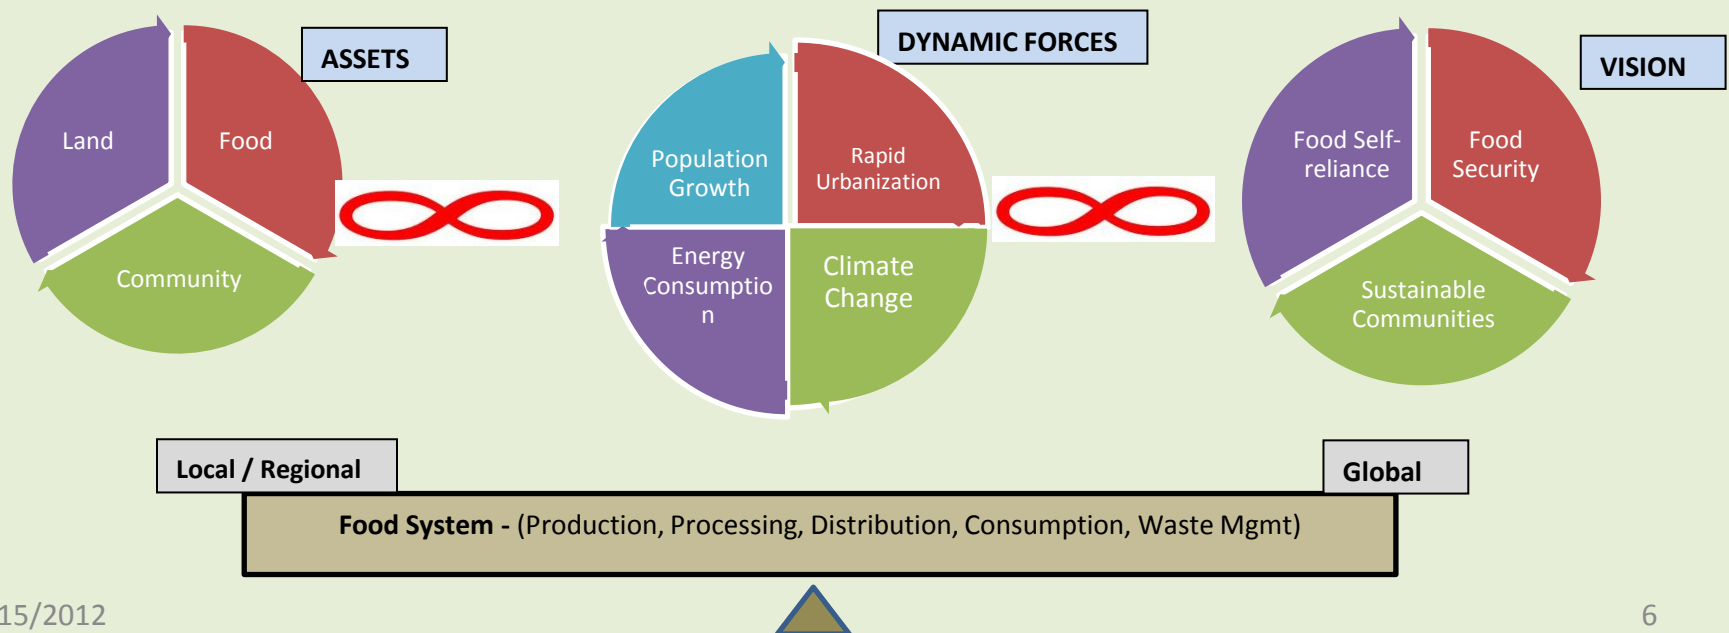 ASSETS
Land
Food
Community
DYNAMIC FORCES
Population
Growth
Rapid
Urbanization
Energy
Consumptio
n
Climate
Change
VISION
Food Self-
reliance
Food
Security
Sustainable
Communities
Local / Regional
Global
Food System - (Production, Processing, Distribution, Consumption, Waste Mgmt)
15/2012
6